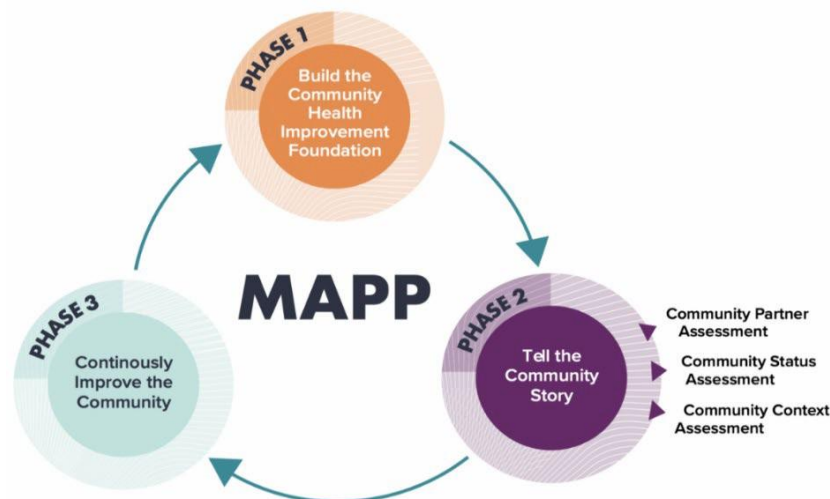 PHASE 1
Build the
Community
Health
Improvement
Foundation
MAPP
PHASE 2
Tell the
Community
Story
Community Partner
Assessment
Community Status
Assessment
Community Context
Assessment
PHASE 3
Continously
Improve the
Community